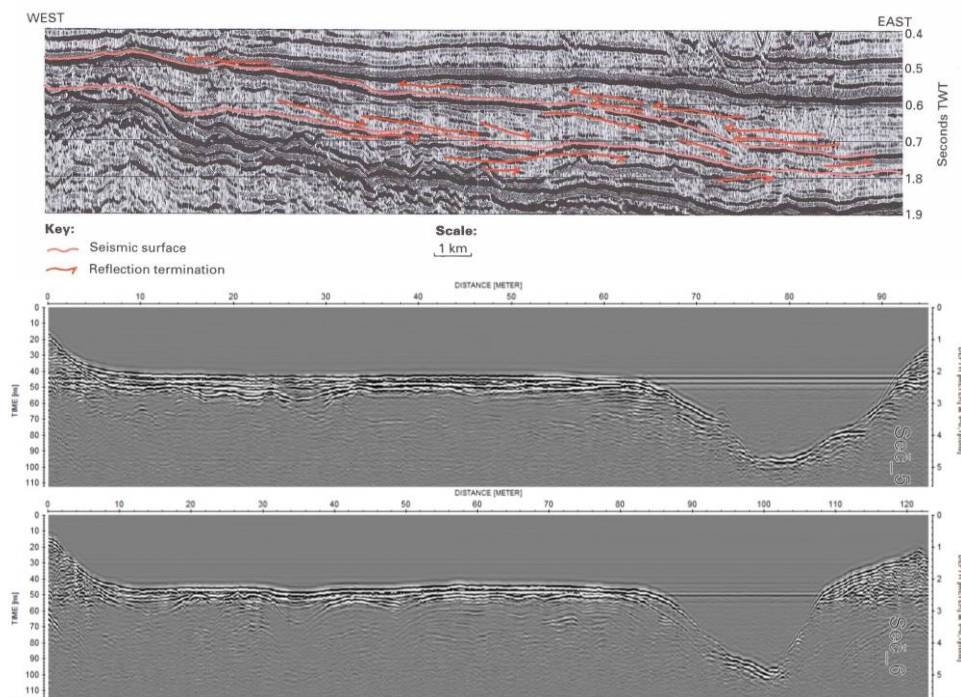 WEST
EAST
0.4
0.5
0.6
0.7
1.8
1.9
Seconds TWT
Key:
Seismic surface
Reflection termination
Scale:
1 km
DISTANCE [METER]
0 10 20 30 40 50 60 70 80 90
0
10
20
30
40
50
60
70
80
90
100
110
TIME [ns]
0
1
2
3
4
5
Seč_5
DISTANCE [METER]
0 10 20 30 40 50 60 70 80 90 100 110 120
0
10
20
30
40
50
60
70
80
90
100
110
TIME [ns]
0
1
2
3
4
5
Seč_6